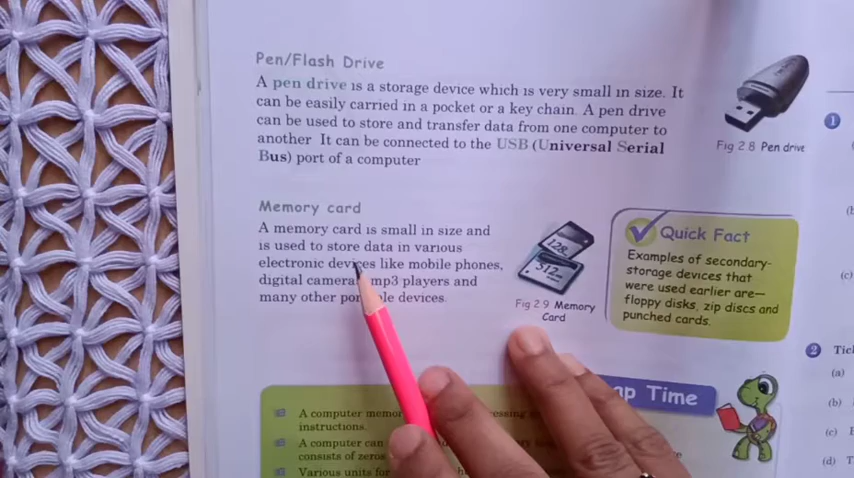 Pen/Flash Drive
A pen drive is a storage device which is very small in size. It
can be easily carried in a pocket or a key chain. A pen drive
can be used to store and transfer data from one computer to
another. It can be connected to the USB (Universal Serial
Bus) port of a computer
Fig 2.8 Pen drive
Memory card
A memory card is small in size and
is used to store data in various
electronic devices like mobile phones,
digital cameras mp3 players and
many other devices.
128
512
Fig 2.9 Memory
Card
Quick Fact
Examples of secondary-
storage devices that
were used earlier are—
floppy disks, zip discs and
punched cards.
Time
A computer
instructions.
A computer can
consists of zeros
Various units for
1
(b)
(c)
2
(a)
(b)
(c)
(d)